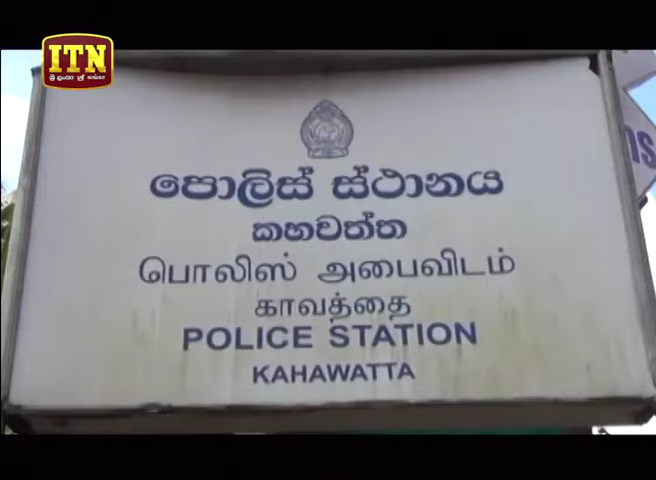 ITN
පොලිස් ස්ථානය
කහවත්ත
பொலிஸ் அபைவிடம்
காவத்தை
POLICE STATION
KAHAWATTA